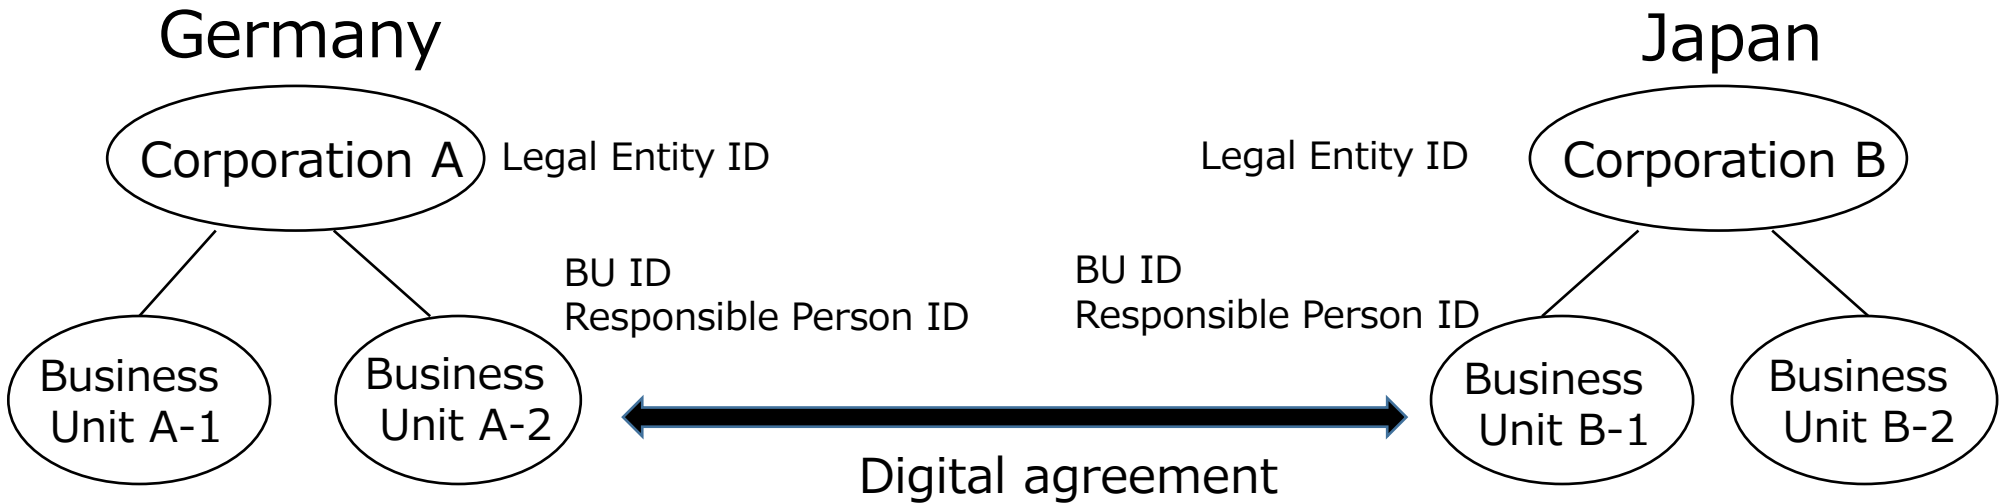 Germany
Japan
Corporation A
Legal Entity ID
Legal Entity ID
Corporation B
BU ID
Responsible Person ID
BU ID
Responsible Person ID
Business
Unit A-1
Business
Unit A-2
Business
Unit B-1
Business
Unit B-2
Digital agreement